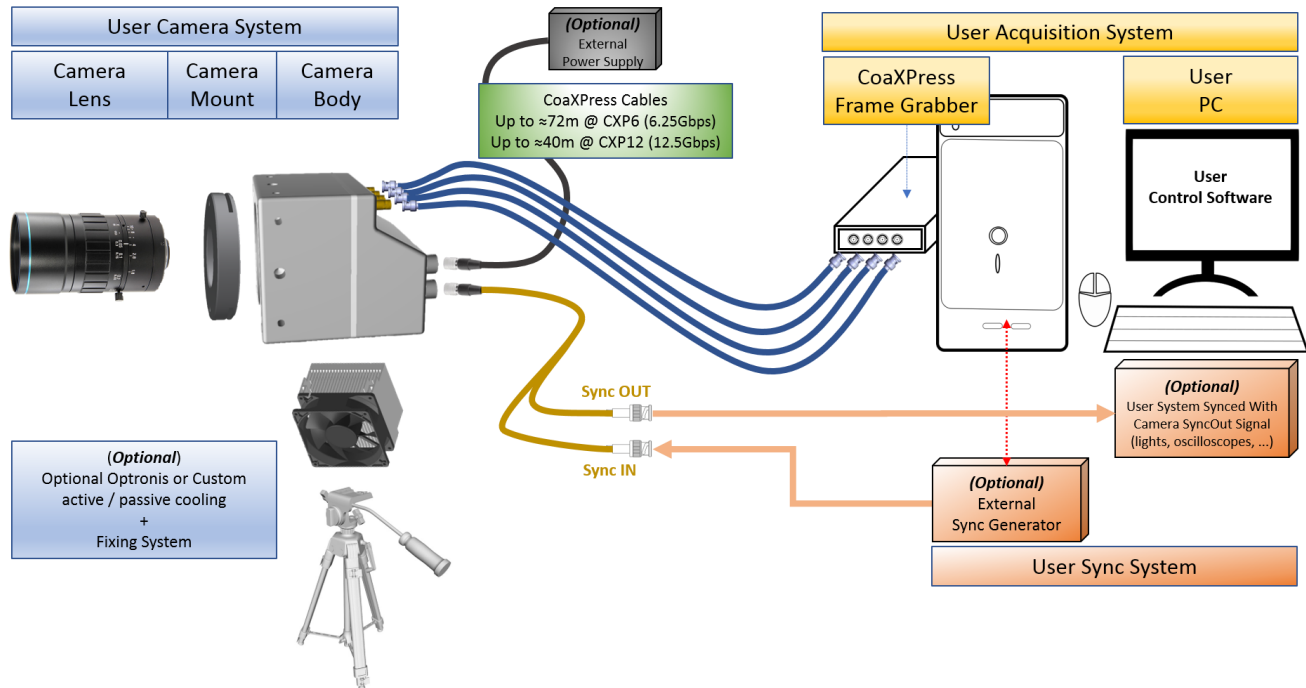 User Camera System
Camera
Lens
Camera
Mount
Camera
Body
(Optional)
External
Power Supply
CoaXPress Cables
Up to ≈72m @ CXP6 (6.25Gbps)
Up to ≈40m @ CXP12 (12.5Gbps)
User Acquisition System
CoaXPress
Frame Grabber
User
PC
User
Control Software
Sync OUT
Sync IN
(Optional)
User System Synced With
Camera SyncOut Signal
(lights, oscilloscopes, ...)
(Optional)
External
Sync Generator
User Sync System
(Optional)
Optional Optronis or Custom
active / passive cooling
+
Fixing System